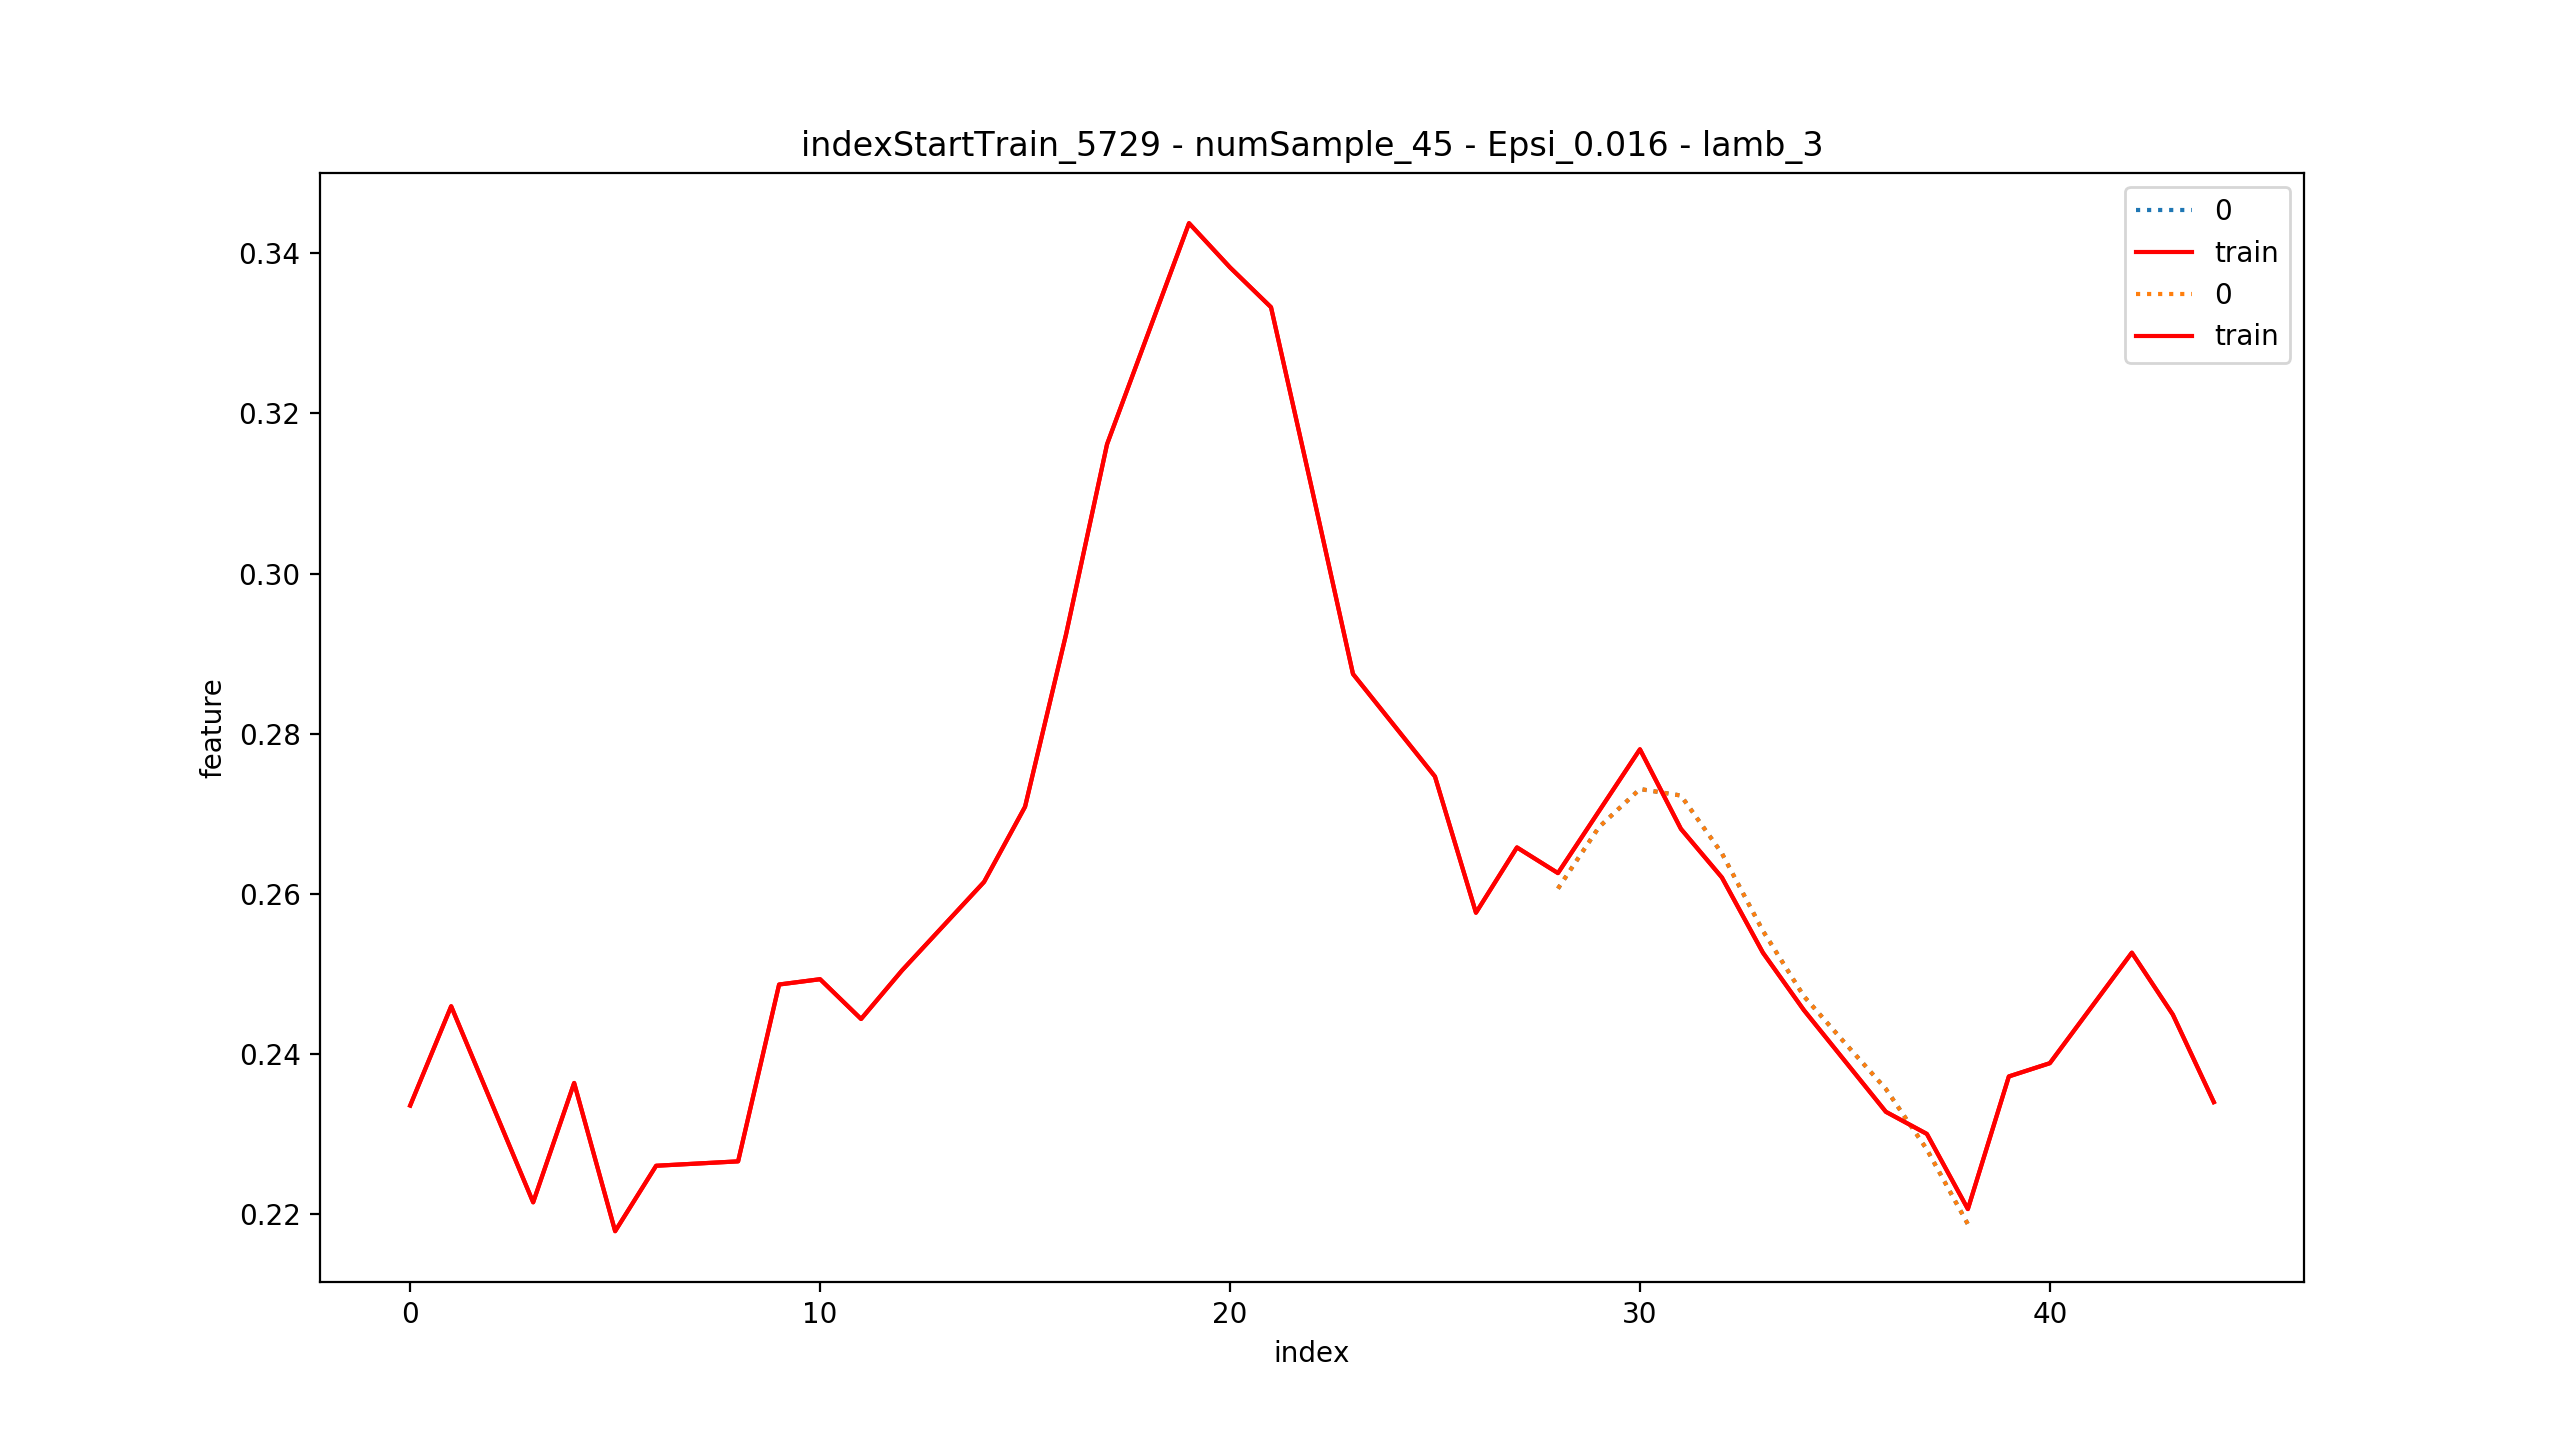 indexStartTrain_5729 - numSample_45 - Epsi_0.016 - lamb_3
0
train
0
train
0.34
0.32
0.30
0.28
0.26
0.24
0.22
feature
0 10 20 30 40
index